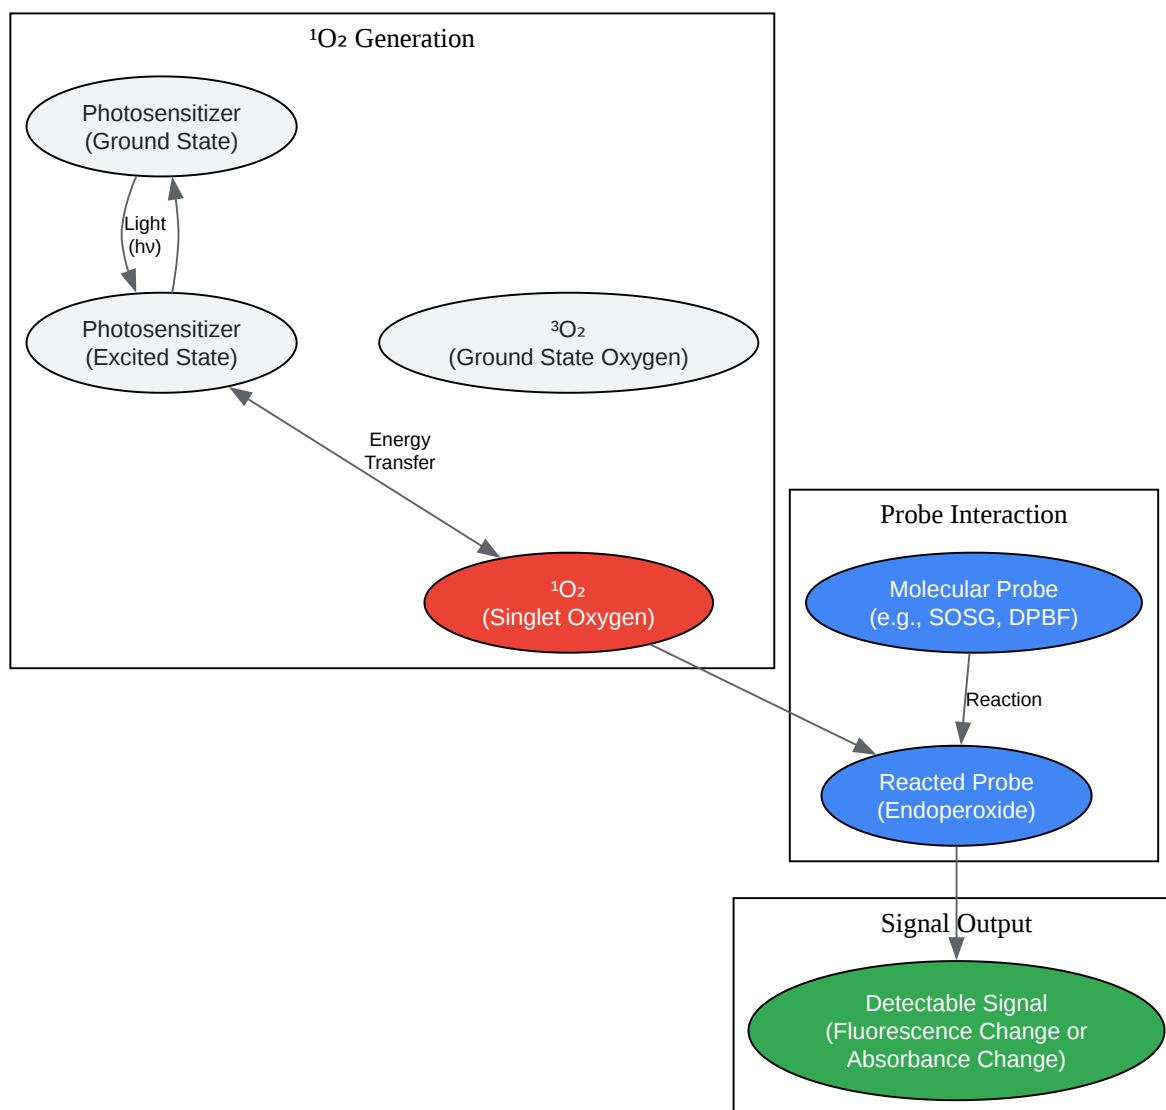 ¹O₂ Generation
Photosensitizer
(Ground State)
Light
(hν)
Photosensitizer
(Excited State)
³O₂
(Ground State Oxygen)
Energy
Transfer
¹O₂
(Singlet Oxygen)
Probe Interaction
Molecular Probe
(e.g., SOSG, DPBF)
Reaction
Reacted Probe
(Endoperoxide)
Signal Output
Detectable Signal
(Fluorescence Change or
Absorbance Change)